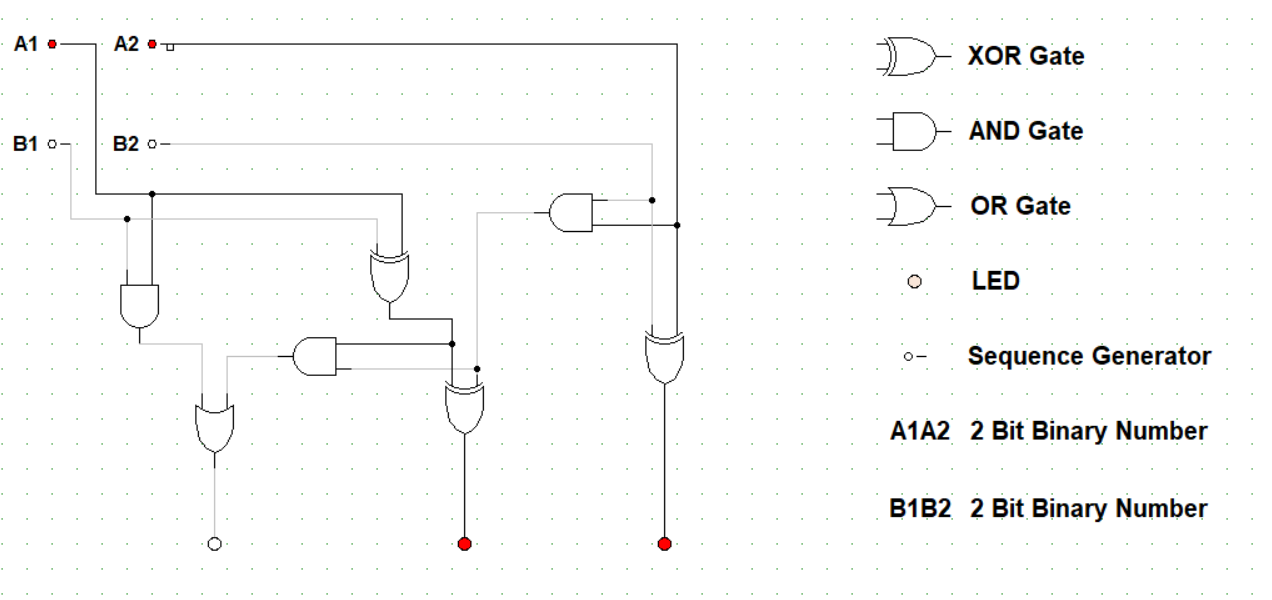 A1
A2
B1
B2
XOR Gate
AND Gate
OR Gate
LED
Sequence Generator
A1A2 2 Bit Binary Number
B1B2 2 Bit Binary Number